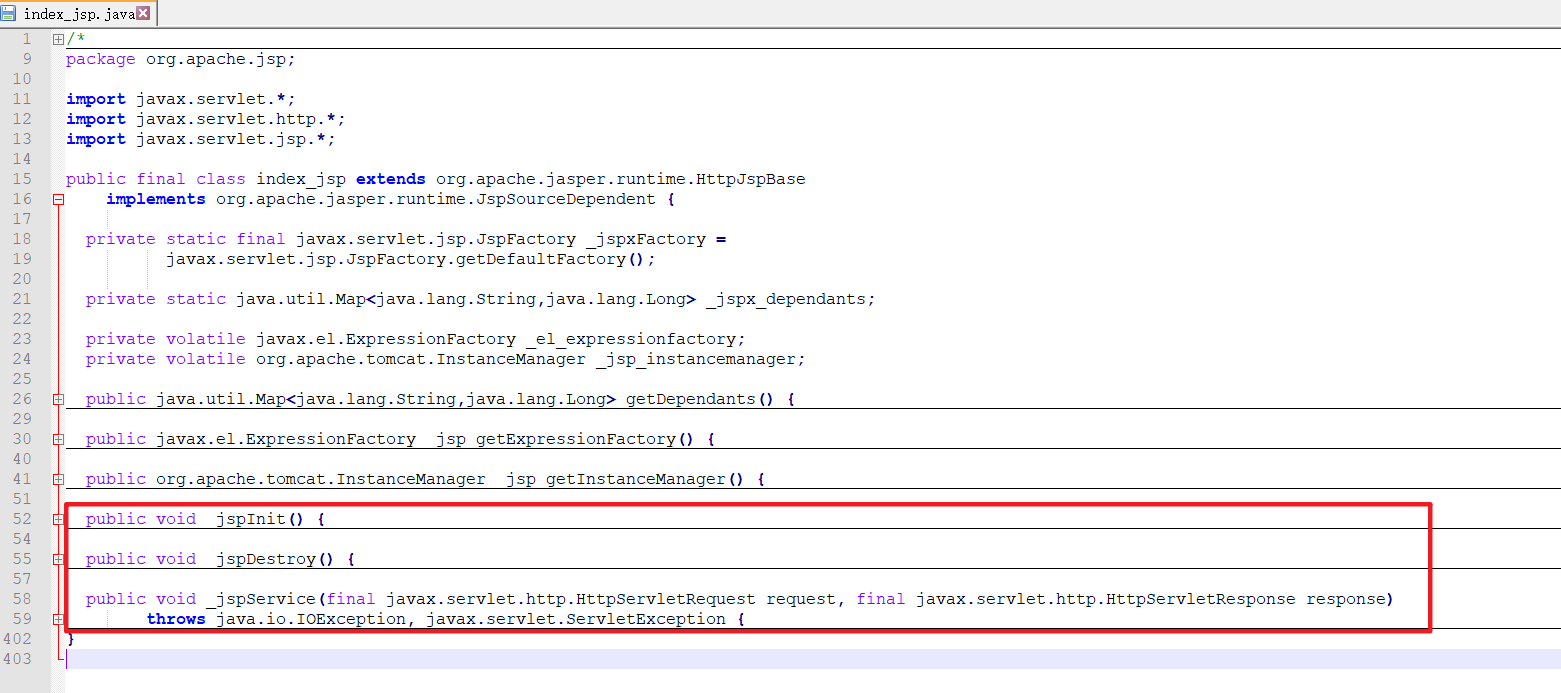 index_jsp.java
1 /*
9 package org.apache.jsp;
10
11 import javax.servlet.*;
12 import javax.servlet.http.*;
13 import javax.servlet.jsp.*;
14
15 public final class index_jsp extends org.apache.jasper.runtime.HttpJspBase
16 implements org.apache.jasper.runtime.JspSourceDependent {
17
18 private static final javax.servlet.jsp.JspFactory _jspxFactory =
19 javax.servlet.jsp.JspFactory.getDefaultFactory();
20
21 private static java.util.Map<java.lang.String,java.lang.Long> _jspx_dependants;
22
23 private volatile javax.el.ExpressionFactory _el_expressionfactory;
24 private volatile org.apache.tomcat.InstanceManager _jsp_instancemanager;
25
26 public java.util.Map<java.lang.String,java.lang.Long> getDependants() {
29
30 public javax.el.ExpressionFactory _jsp_getExpressionFactory() {
40
41 public org.apache.tomcat.InstanceManager _jsp_getInstanceManager() {
51
52 public void _jspInit() {
54
55 public void _jspDestroy() {
57
58 public void _jspService(final javax.servlet.http.HttpServletRequest request, final javax.servlet.http.HttpServletResponse response)
59 throws java.io.IOException, javax.servlet.ServletException {
402 }
403